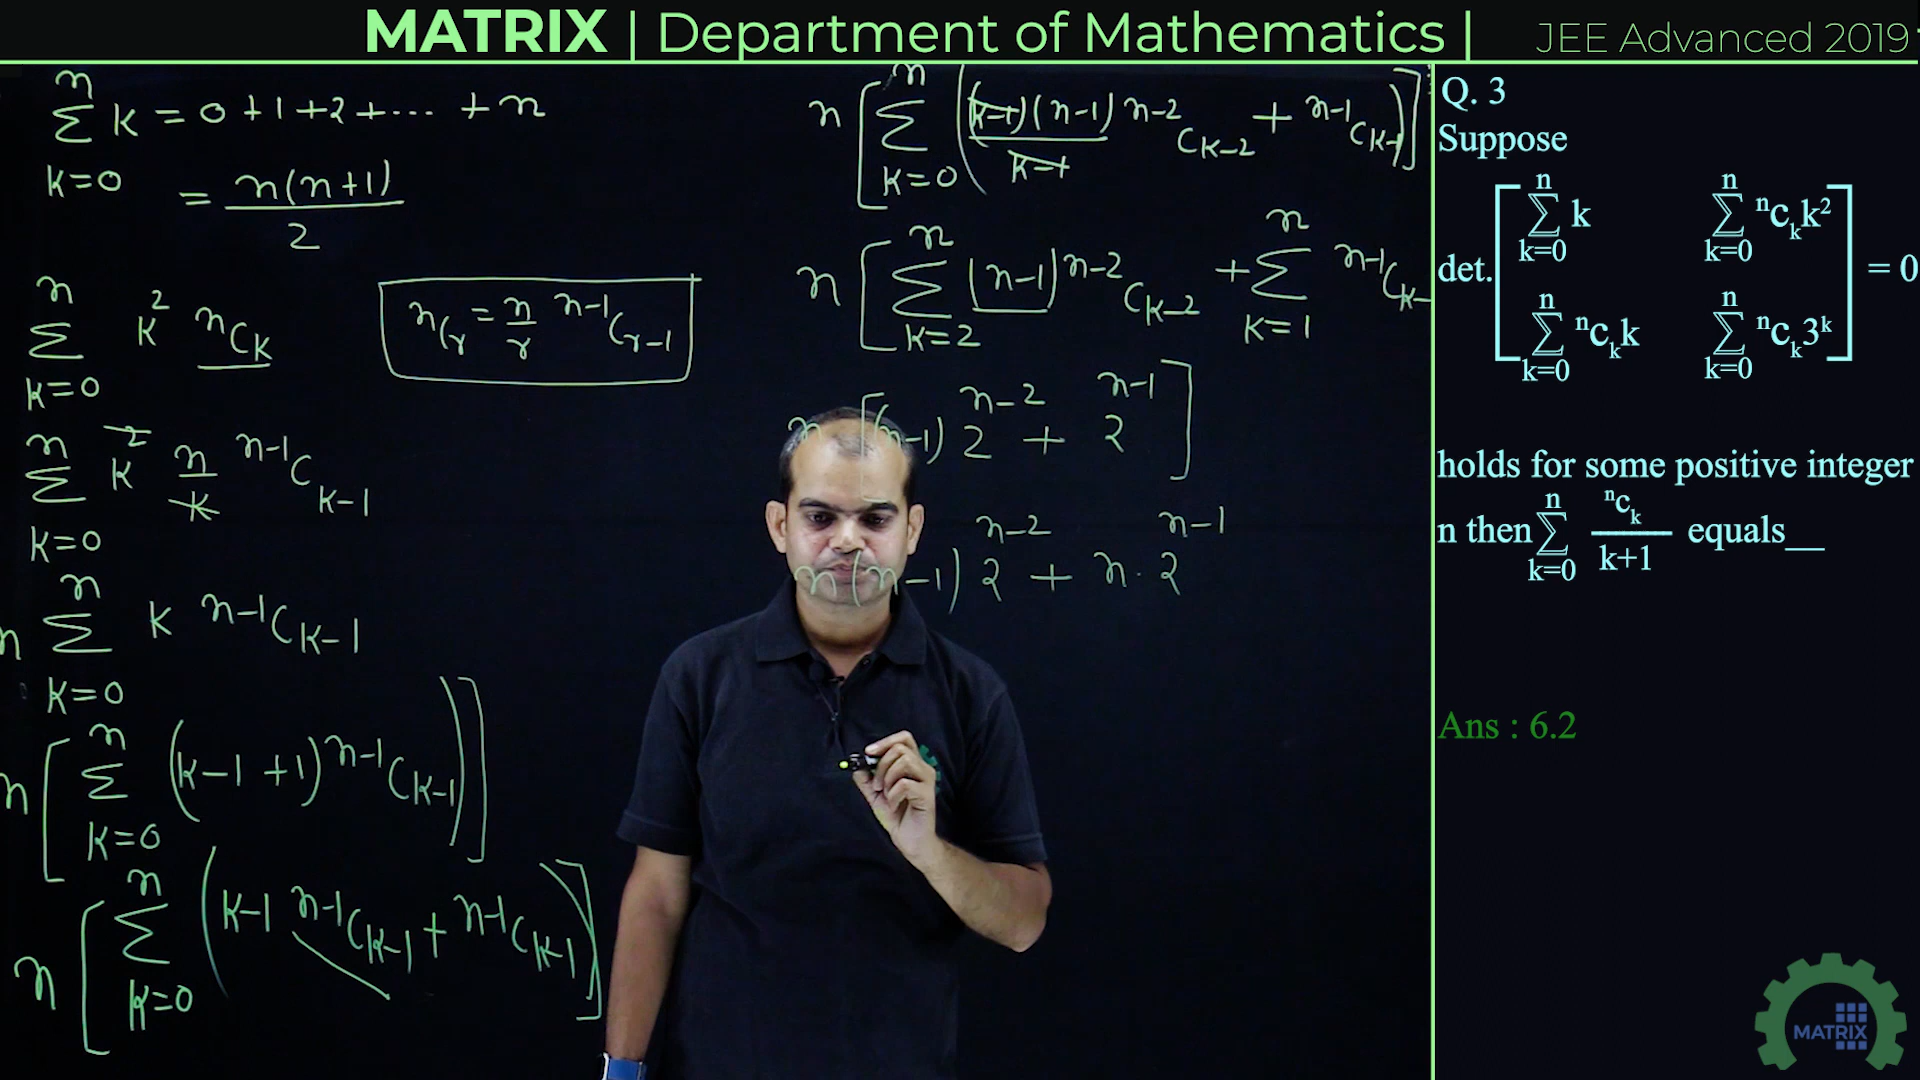 MATRIX | Department of Mathematics | JEE Advanced 2019
∑_{k=0}^{n} k = 0+1+2+.... +n
= n(n+1)/2
∑_{k=0}^{n} k² ⁿC_k
ⁿC_r = n/r ⁿ⁻¹C_{r-1}
∑_{k=0}^{n} k² n/k ⁿ⁻¹C_{k-1}
n ∑_{k=0}^{n} k ⁿ⁻¹C_{k-1}
n[∑_{k=0}^{n} (k-1+1) ⁿ⁻¹C_{k-1})]
n[∑_{k=0}^{n} (k-1 ⁿ⁻¹C_{k-1} + ⁿ⁻¹C_{k-1})]
n[∑_{k=0}^{n} ((k-1)(n-1)/k-1 ⁿ⁻²C_{k-2} + ⁿ⁻¹C_{k-1})]
n[∑_{k=2}^{n} (n-1) ⁿ⁻²C_{k-2} + ∑_{k=1}^{n} ⁿ⁻¹C_{k-
n[(n-1) 2ⁿ⁻² + 2ⁿ⁻¹]
n(n-1) 2ⁿ⁻² + n.2ⁿ⁻¹
Q. 3
Suppose
det. [∑_{k=0}^{n} k ∑_{k=0}^{n} ⁿc_k k²
∑_{k=0}^{n} ⁿc_k k ∑_{k=0}^{n} ⁿc_k 3ᵏ] = 0
holds for some positive integer
n then ∑_{k=0}^{n} ⁿc_k/k+1 equals__
Ans : 6.2
MATRIX